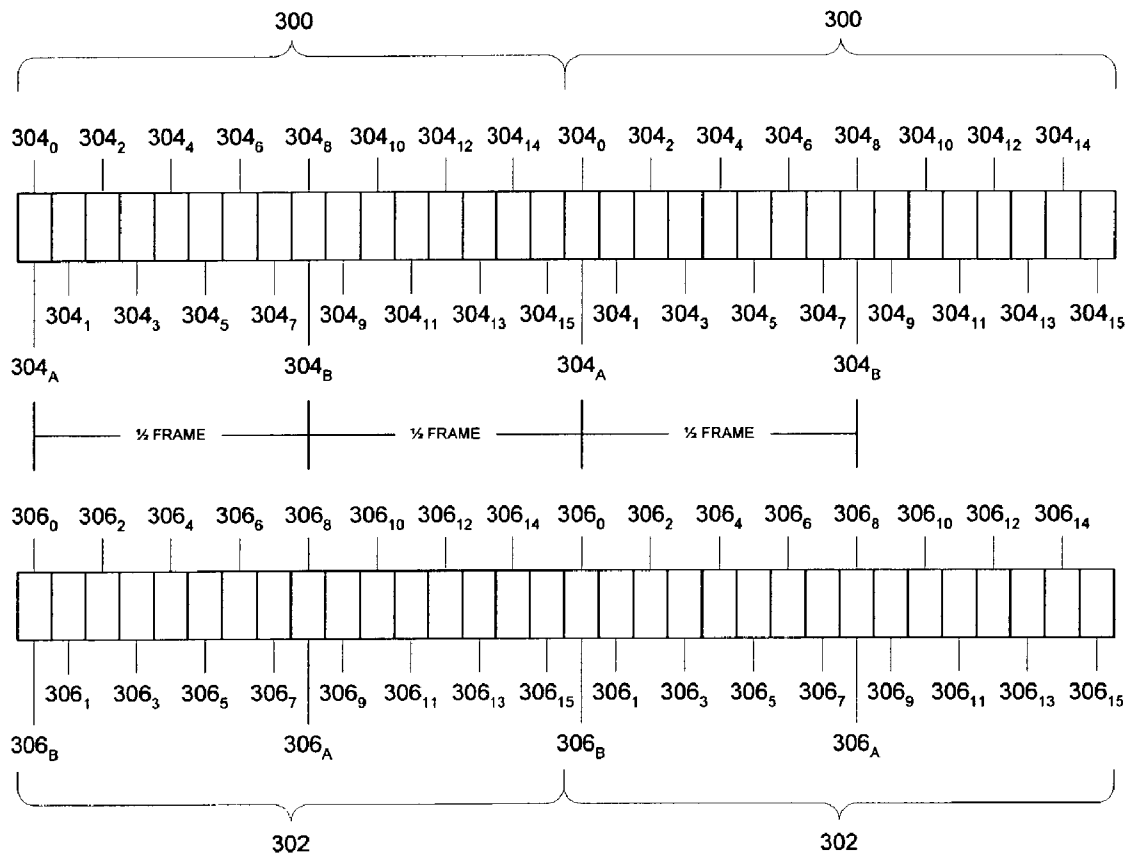 300 300
304₀ 304₂ 304₄ 304₆ 304₈ 304₁₀ 304₁₂ 304₁₄ 304₀ 304₂ 304₄ 304₆ 304₈ 304₁₀ 304₁₂ 304₁₄
304₁ 304₃ 304₅ 304₇ 304₉ 304₁₁ 304₁₃ 304₁₅ 304₁ 304₃ 304₅ 304₇ 304₉ 304₁₁ 304₁₃ 304₁₅
304A 304B 304A 304B
½ FRAME ½ FRAME ½ FRAME
306₀ 306₂ 306₄ 306₆ 306₈ 306₁₀ 306₁₂ 306₁₄ 306₀ 306₂ 306₄ 306₆ 306₈ 306₁₀ 306₁₂ 306₁₄
306₁ 306₃ 306₅ 306₇ 306₉ 306₁₁ 306₁₃ 306₁₅ 306₁ 306₃ 306₅ 306₇ 306₉ 306₁₁ 306₁₃ 306₁₅
306B 306A 306B 306A
302 302